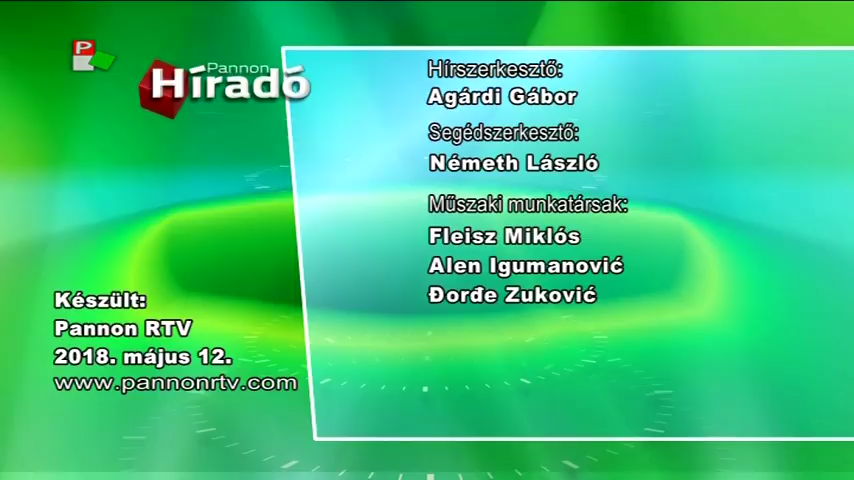 P
Pannon
Híradó
Hírszerkesztő:
Agárdi Gábor
Segédszerkesztő:
Németh László
Műszaki munkatársak:
Fleisz Miklós
Alen Igumanović
Đorđe Zuković
Készült:
Pannon RTV
2018. május 12.
www.pannonrtv.com